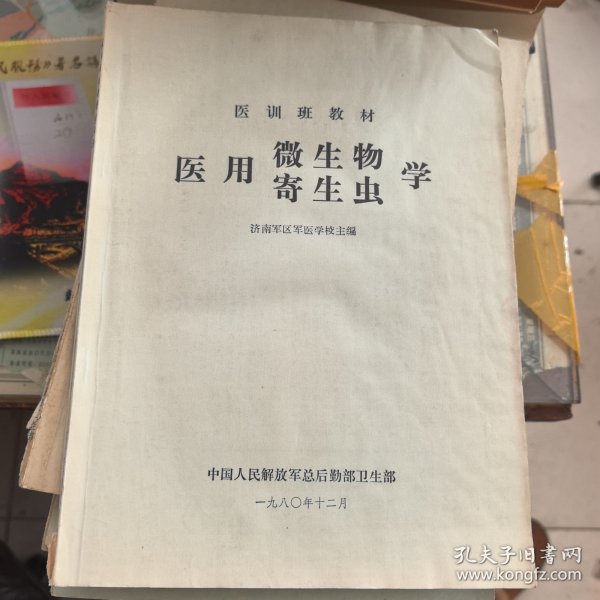 医训班教材
医用微生物学
寄生虫
济南军区军医学校主编
中国人民解放军总后勤部卫生部
一九八〇年十二月
孔夫子旧书网
www.kongfz.com